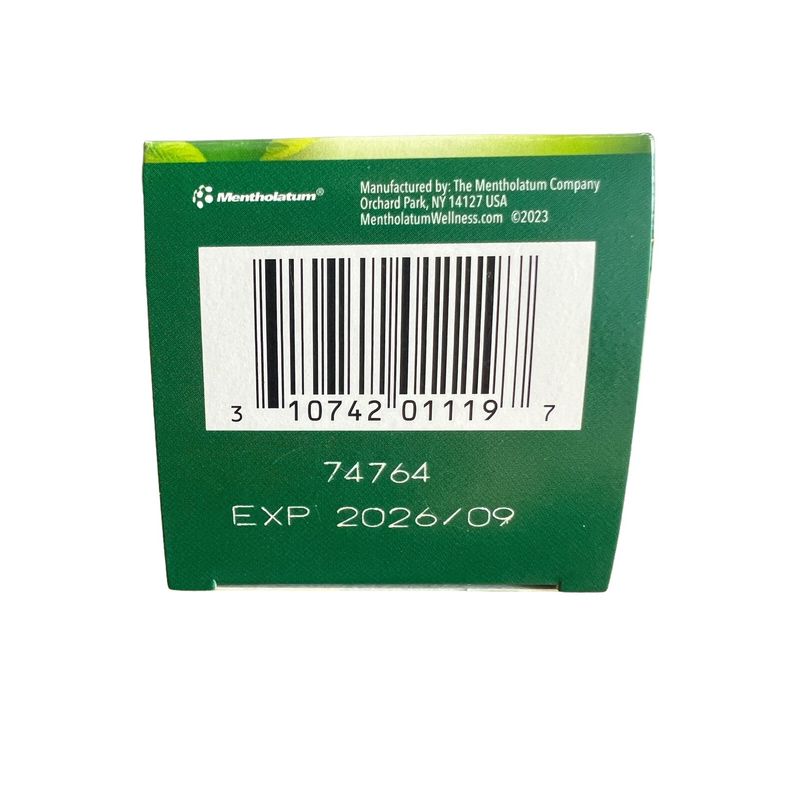 Mentholatum®
Manufactured by: The Mentholatum Company
Orchard Park, NY 14127 USA
MentholatumWellness.com ©2023
3 10742 01119 7
74764
EXP 2026/09